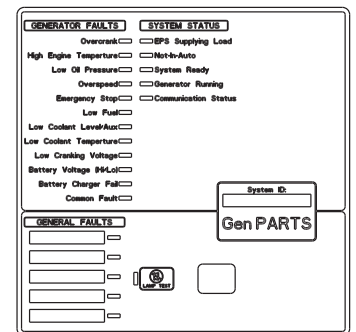 GENERATOR FAULTS
Overcrank
High Engine Temperture
Low Oil Pressure
Overspeed
Emergency Stop
Low Fuel
Low Coolant Level/Aux
Low Coolant Temperture
Low Cranking Voltage
Battery Voltage (Hi/Lo)
Battery Charger Fail
Common Fault
SYSTEM STATUS
EPS Supplying Load
Not-In-Auto
System Ready
Generator Running
Communication Status
System ID:
Gen PARTS
GENERAL FAULTS
LAMP TEST